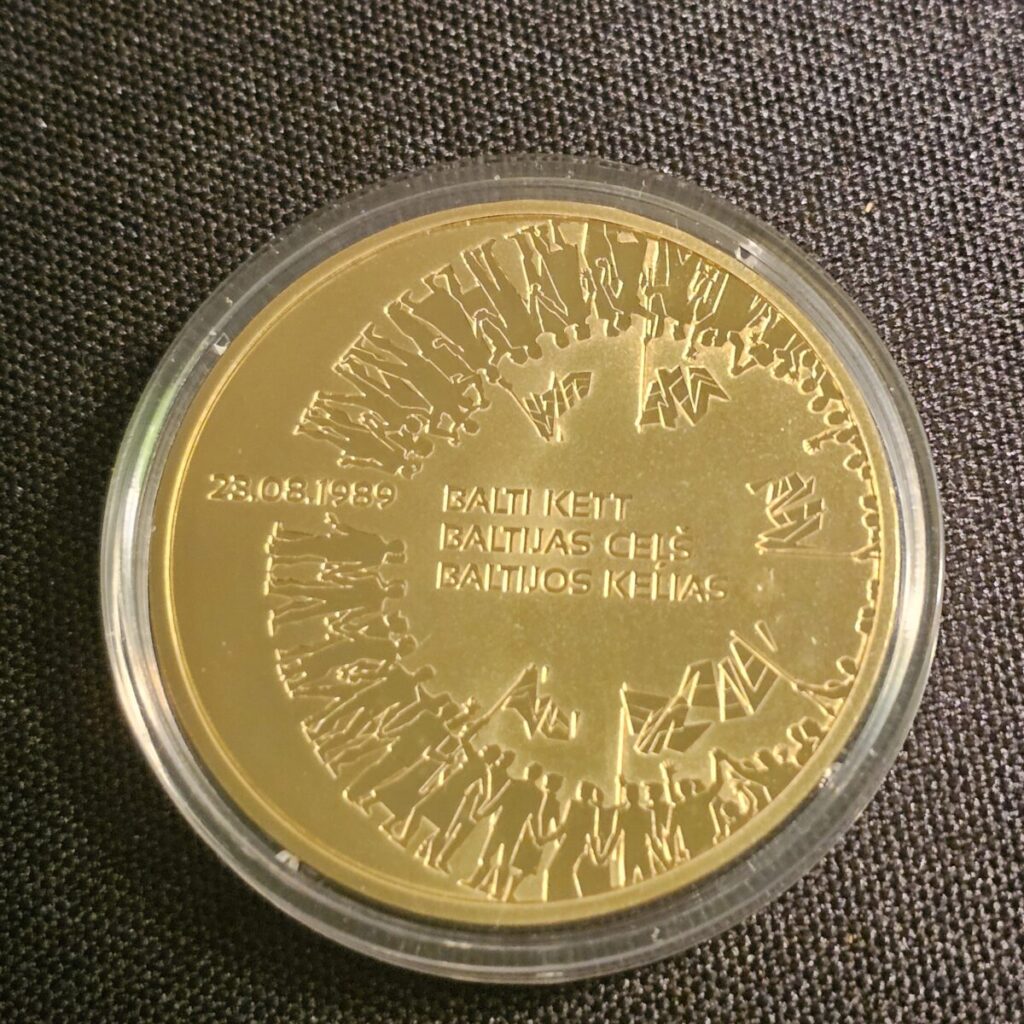 23.08.1989
BALTI KETT
BALTIJAS CEĻŠ
BALTIJOS KELIAS